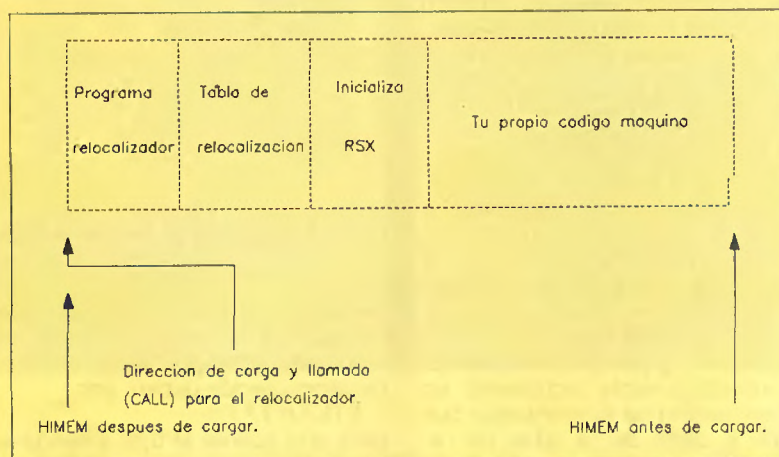 Programa
relocalizador
Tabla de
relocalizacion
Inicializa
RSX
Tu propio codigo maquina
Direccion de carga y llamada
(CALL) para el relocalizador.
HIMEM despues de cargar.
HIMEM antes de cargar.